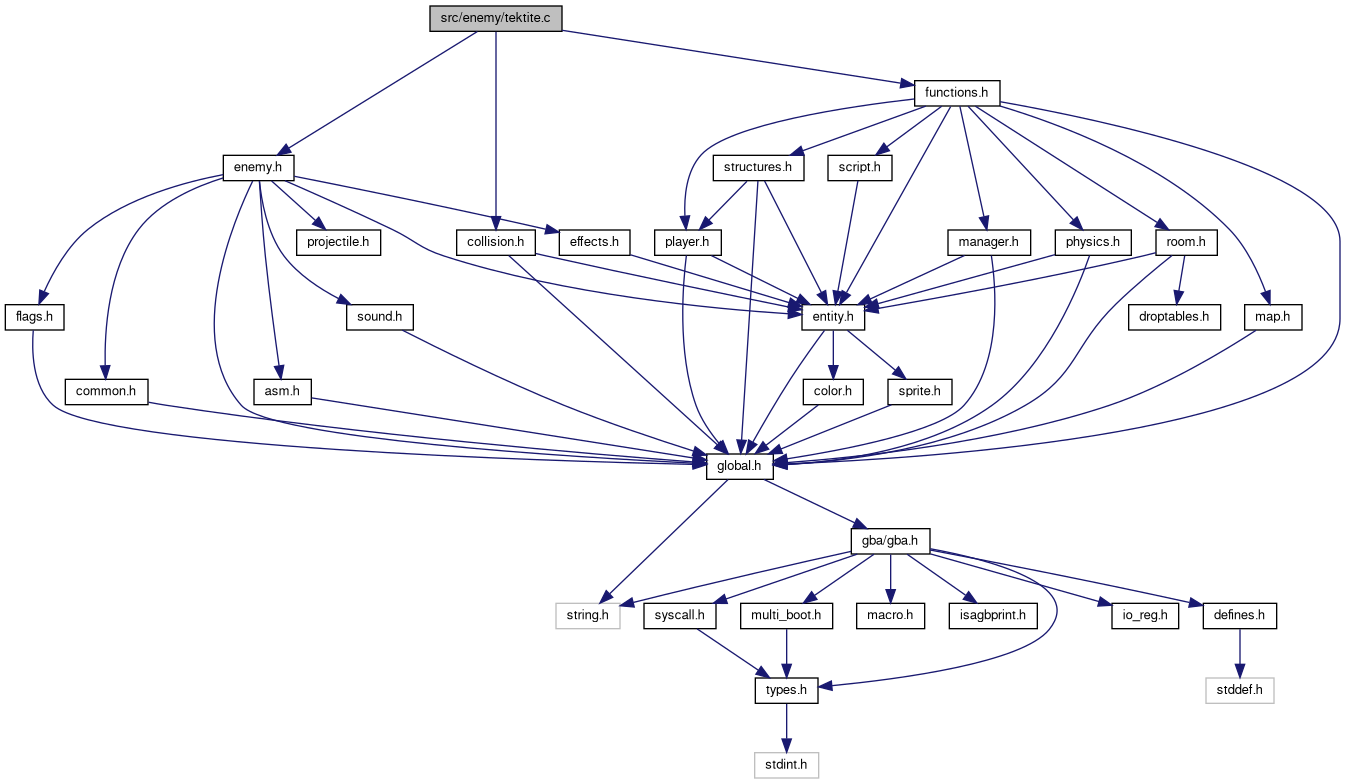 src/enemy/tektite.c
functions.h
enemy.h
structures.h
script.h
projectile.h
collision.h
effects.h
player.h
manager.h
physics.h
room.h
flags.h
sound.h
entity.h
droptables.h
map.h
common.h
asm.h
color.h
sprite.h
global.h
gba/gba.h
string.h
syscall.h
multi_boot.h
macro.h
isagbprint.h
io_reg.h
defines.h
types.h
stddef.h
stdint.h